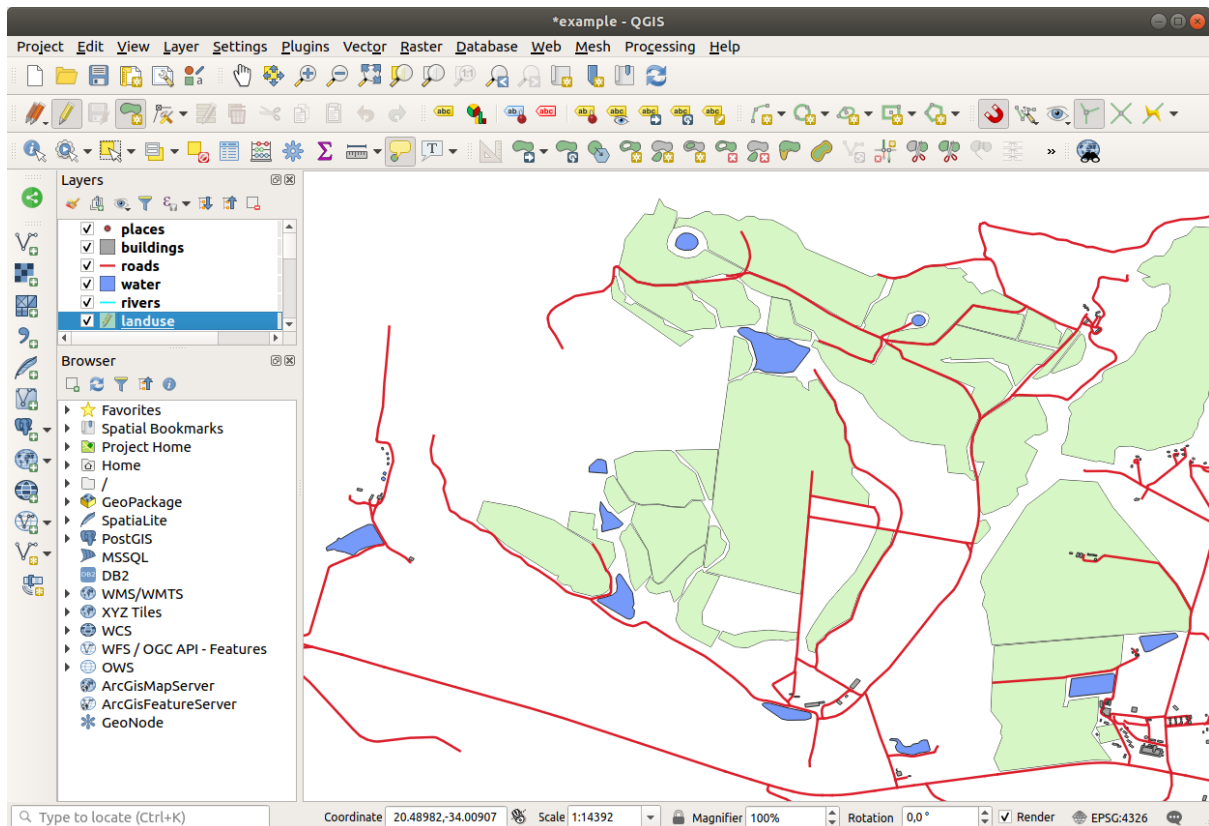 *example - QGIS
Project Edit View Layer Settings Plugins Vector Raster Database Web Mesh Processing Help
Layers
places
buildings
roads
water
rivers
landuse
Browser
Favorites
Spatial Bookmarks
Project Home
Home
/
GeoPackage
SpatiaLite
PostGIS
MSSQL
DB2
WMS/WMTS
XYZ Tiles
WCS
WFS / OGC API - Features
OWS
ArcGisMapServer
ArcGisFeatureServer
GeoNode
Type to locate (Ctrl+K) Coordinate 20.48982,-34.00907 Scale 1:14392 Magnifier 100% Rotation 0,0 ° Render EPSG:4326